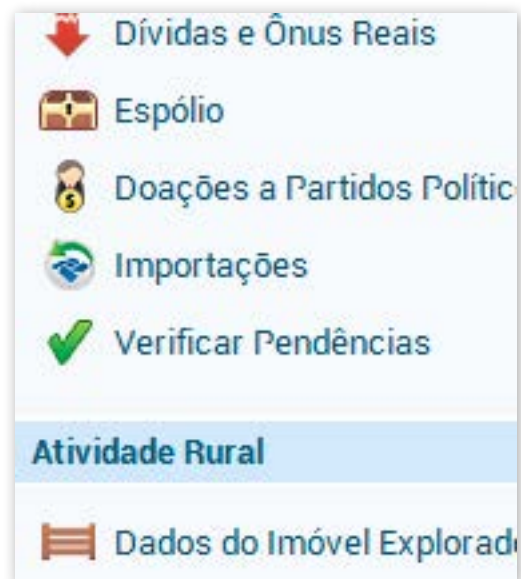 Dívidas e Ônus Reais
Espólio
Doações a Partidos Polític
Importações
Verificar Pendências
Atividade Rural
Dados do Imóvel Explorad